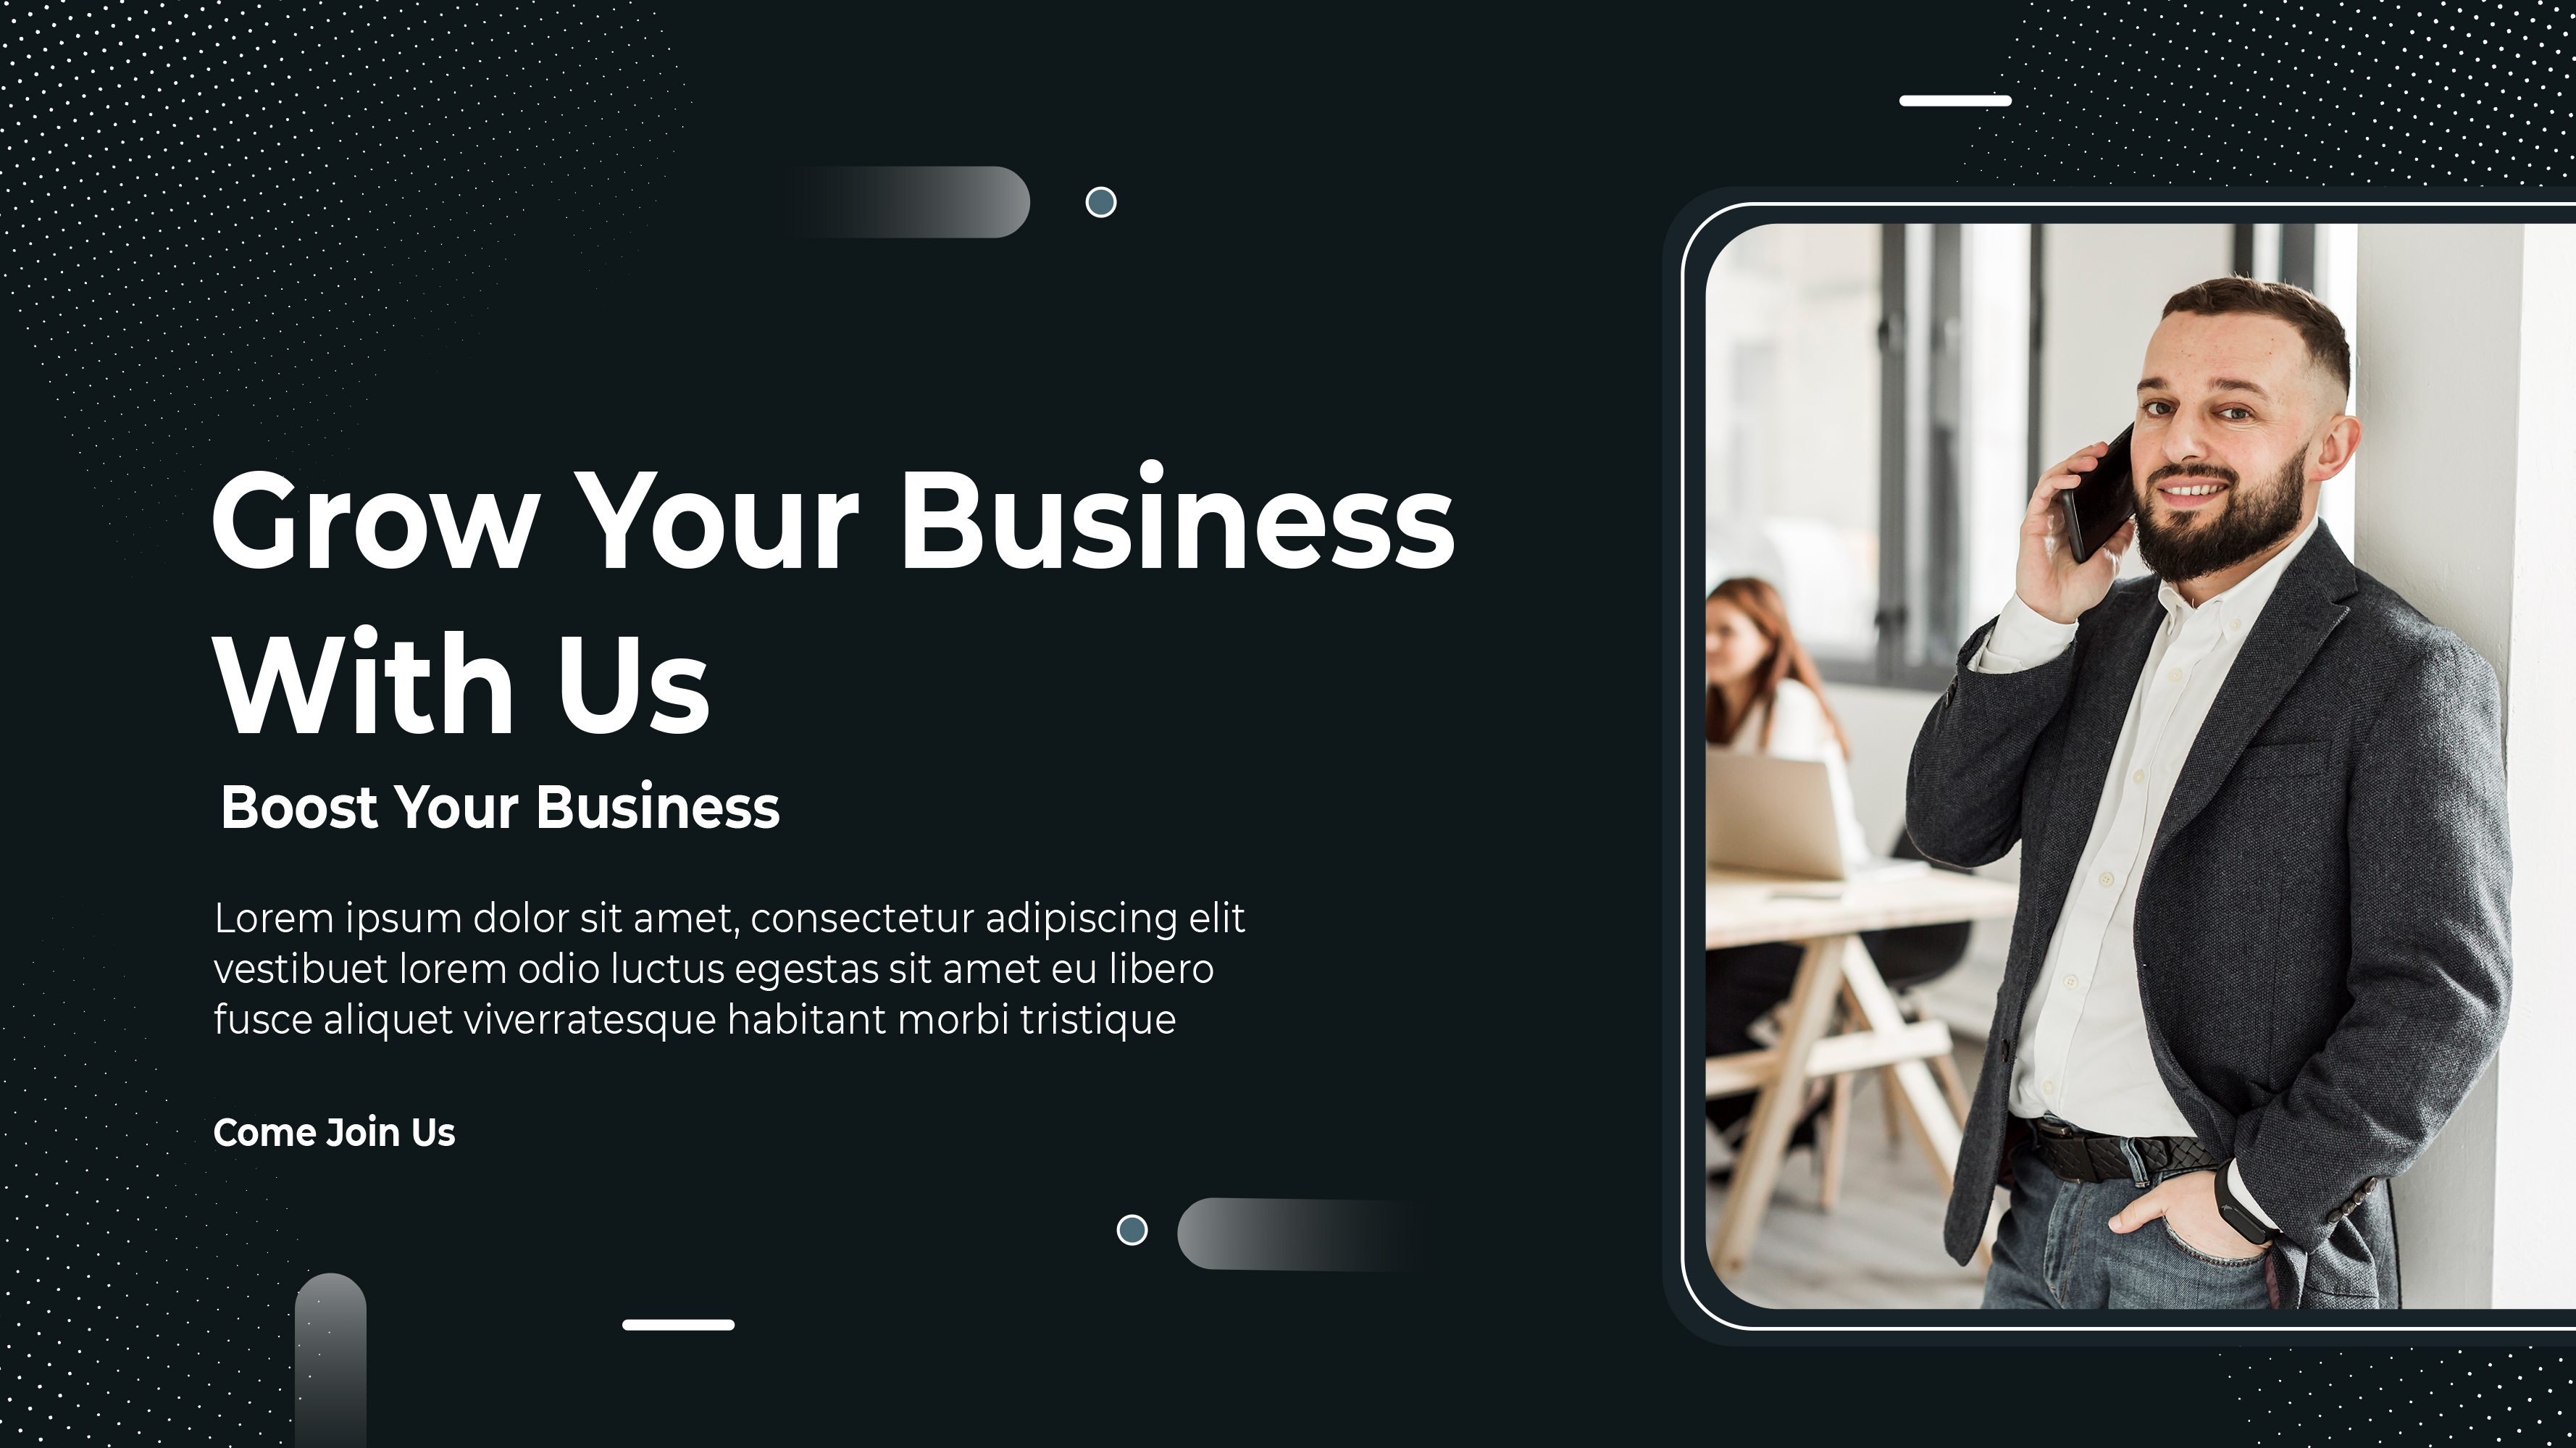 Grow Your Business
With Us
Boost Your Business
Lorem ipsum dolor sit amet, consectetur adipiscing elit
vestibuet lorem odio luctus egestas sit amet eu libero
fusce aliquet viverratesque habitant morbi tristique
Come Join Us